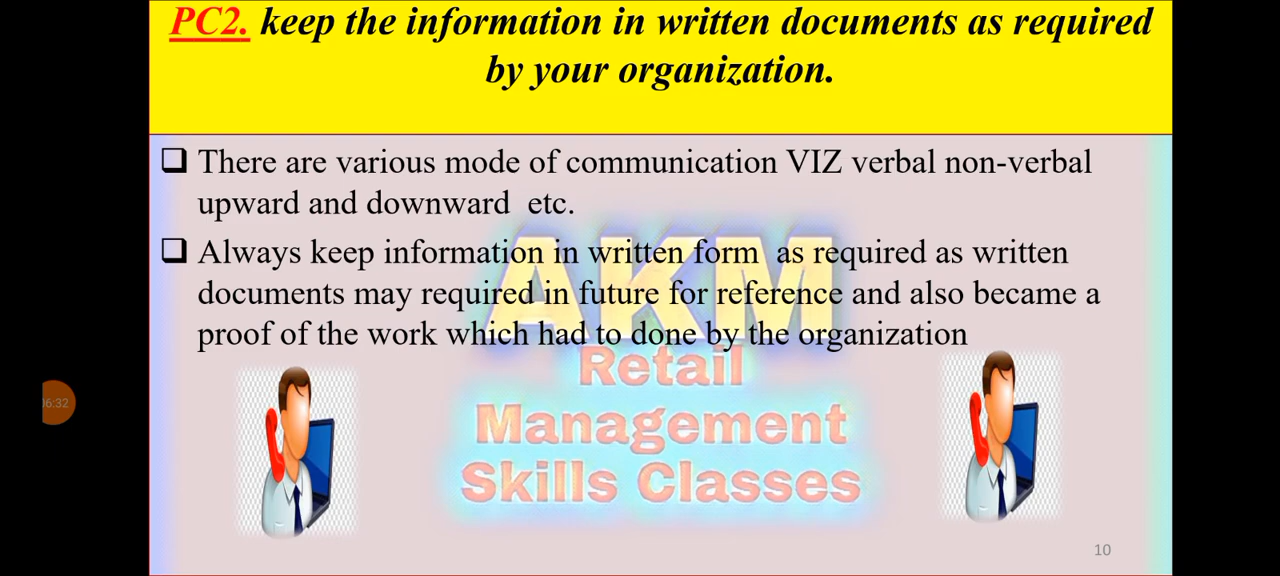 PC2. keep the information in written documents as required
by your organization.
There are various mode of communication VIZ verbal non-verbal
upward and downward etc.
Always keep information in written form as required as written
documents may required in future for reference and also became a
proof of the work which had to done by the organization
AKM
Retail
Management
Skills Classes
06:32
10